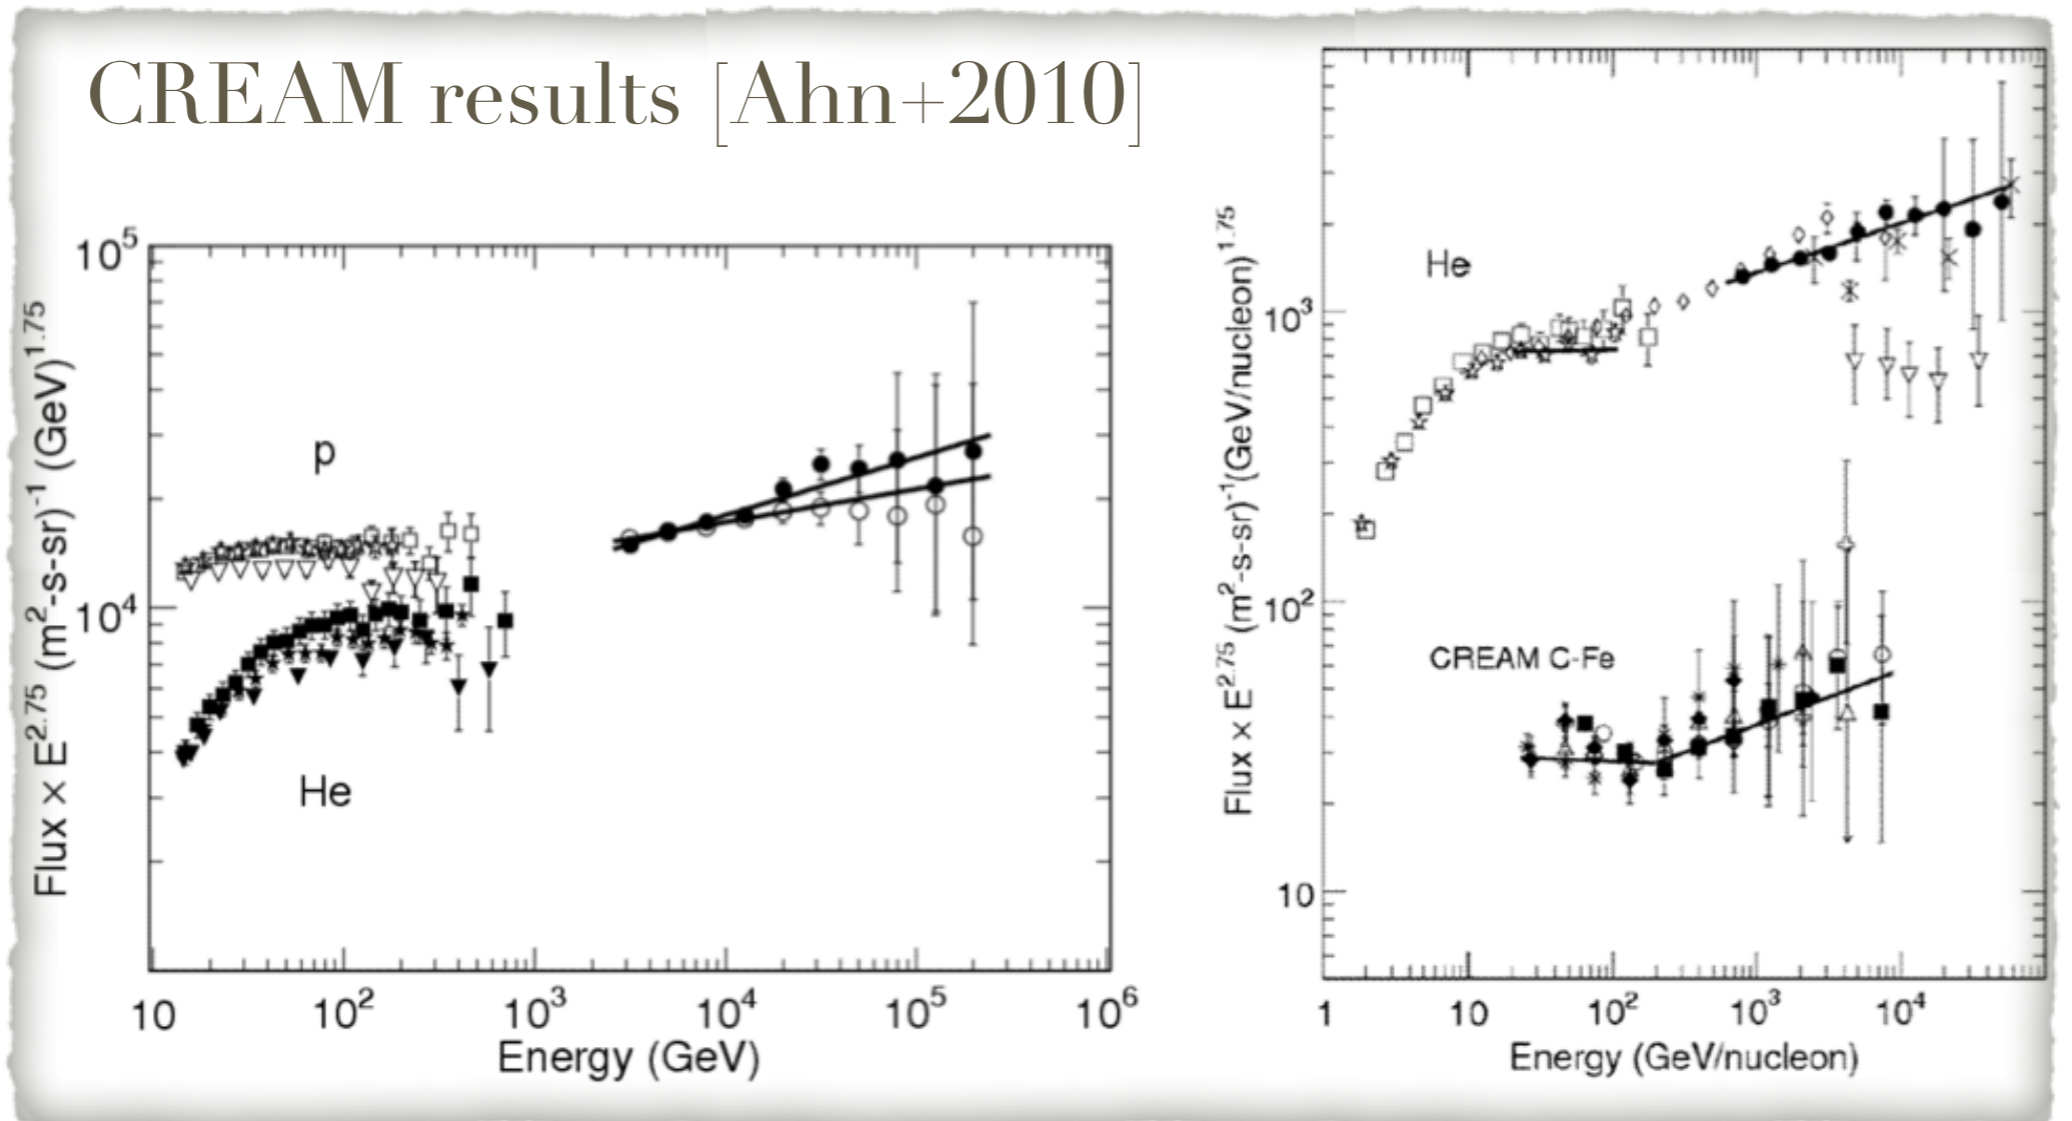 CREAM results [Ahn+2010]
Flux × E^2.75 (m^2-s-sr)^-1 (GeV)^1.75
10^5
10^4
p
He
10 10^2 10^3 10^4 10^5 10^6
Energy (GeV)
Flux × E^2.75 (m^2-s-sr)^-1(GeV/nucleon)^1.75
10^3
10^2
10
He
CREAM C-Fe
1 10 10^2 10^3 10^4
Energy (GeV/nucleon)